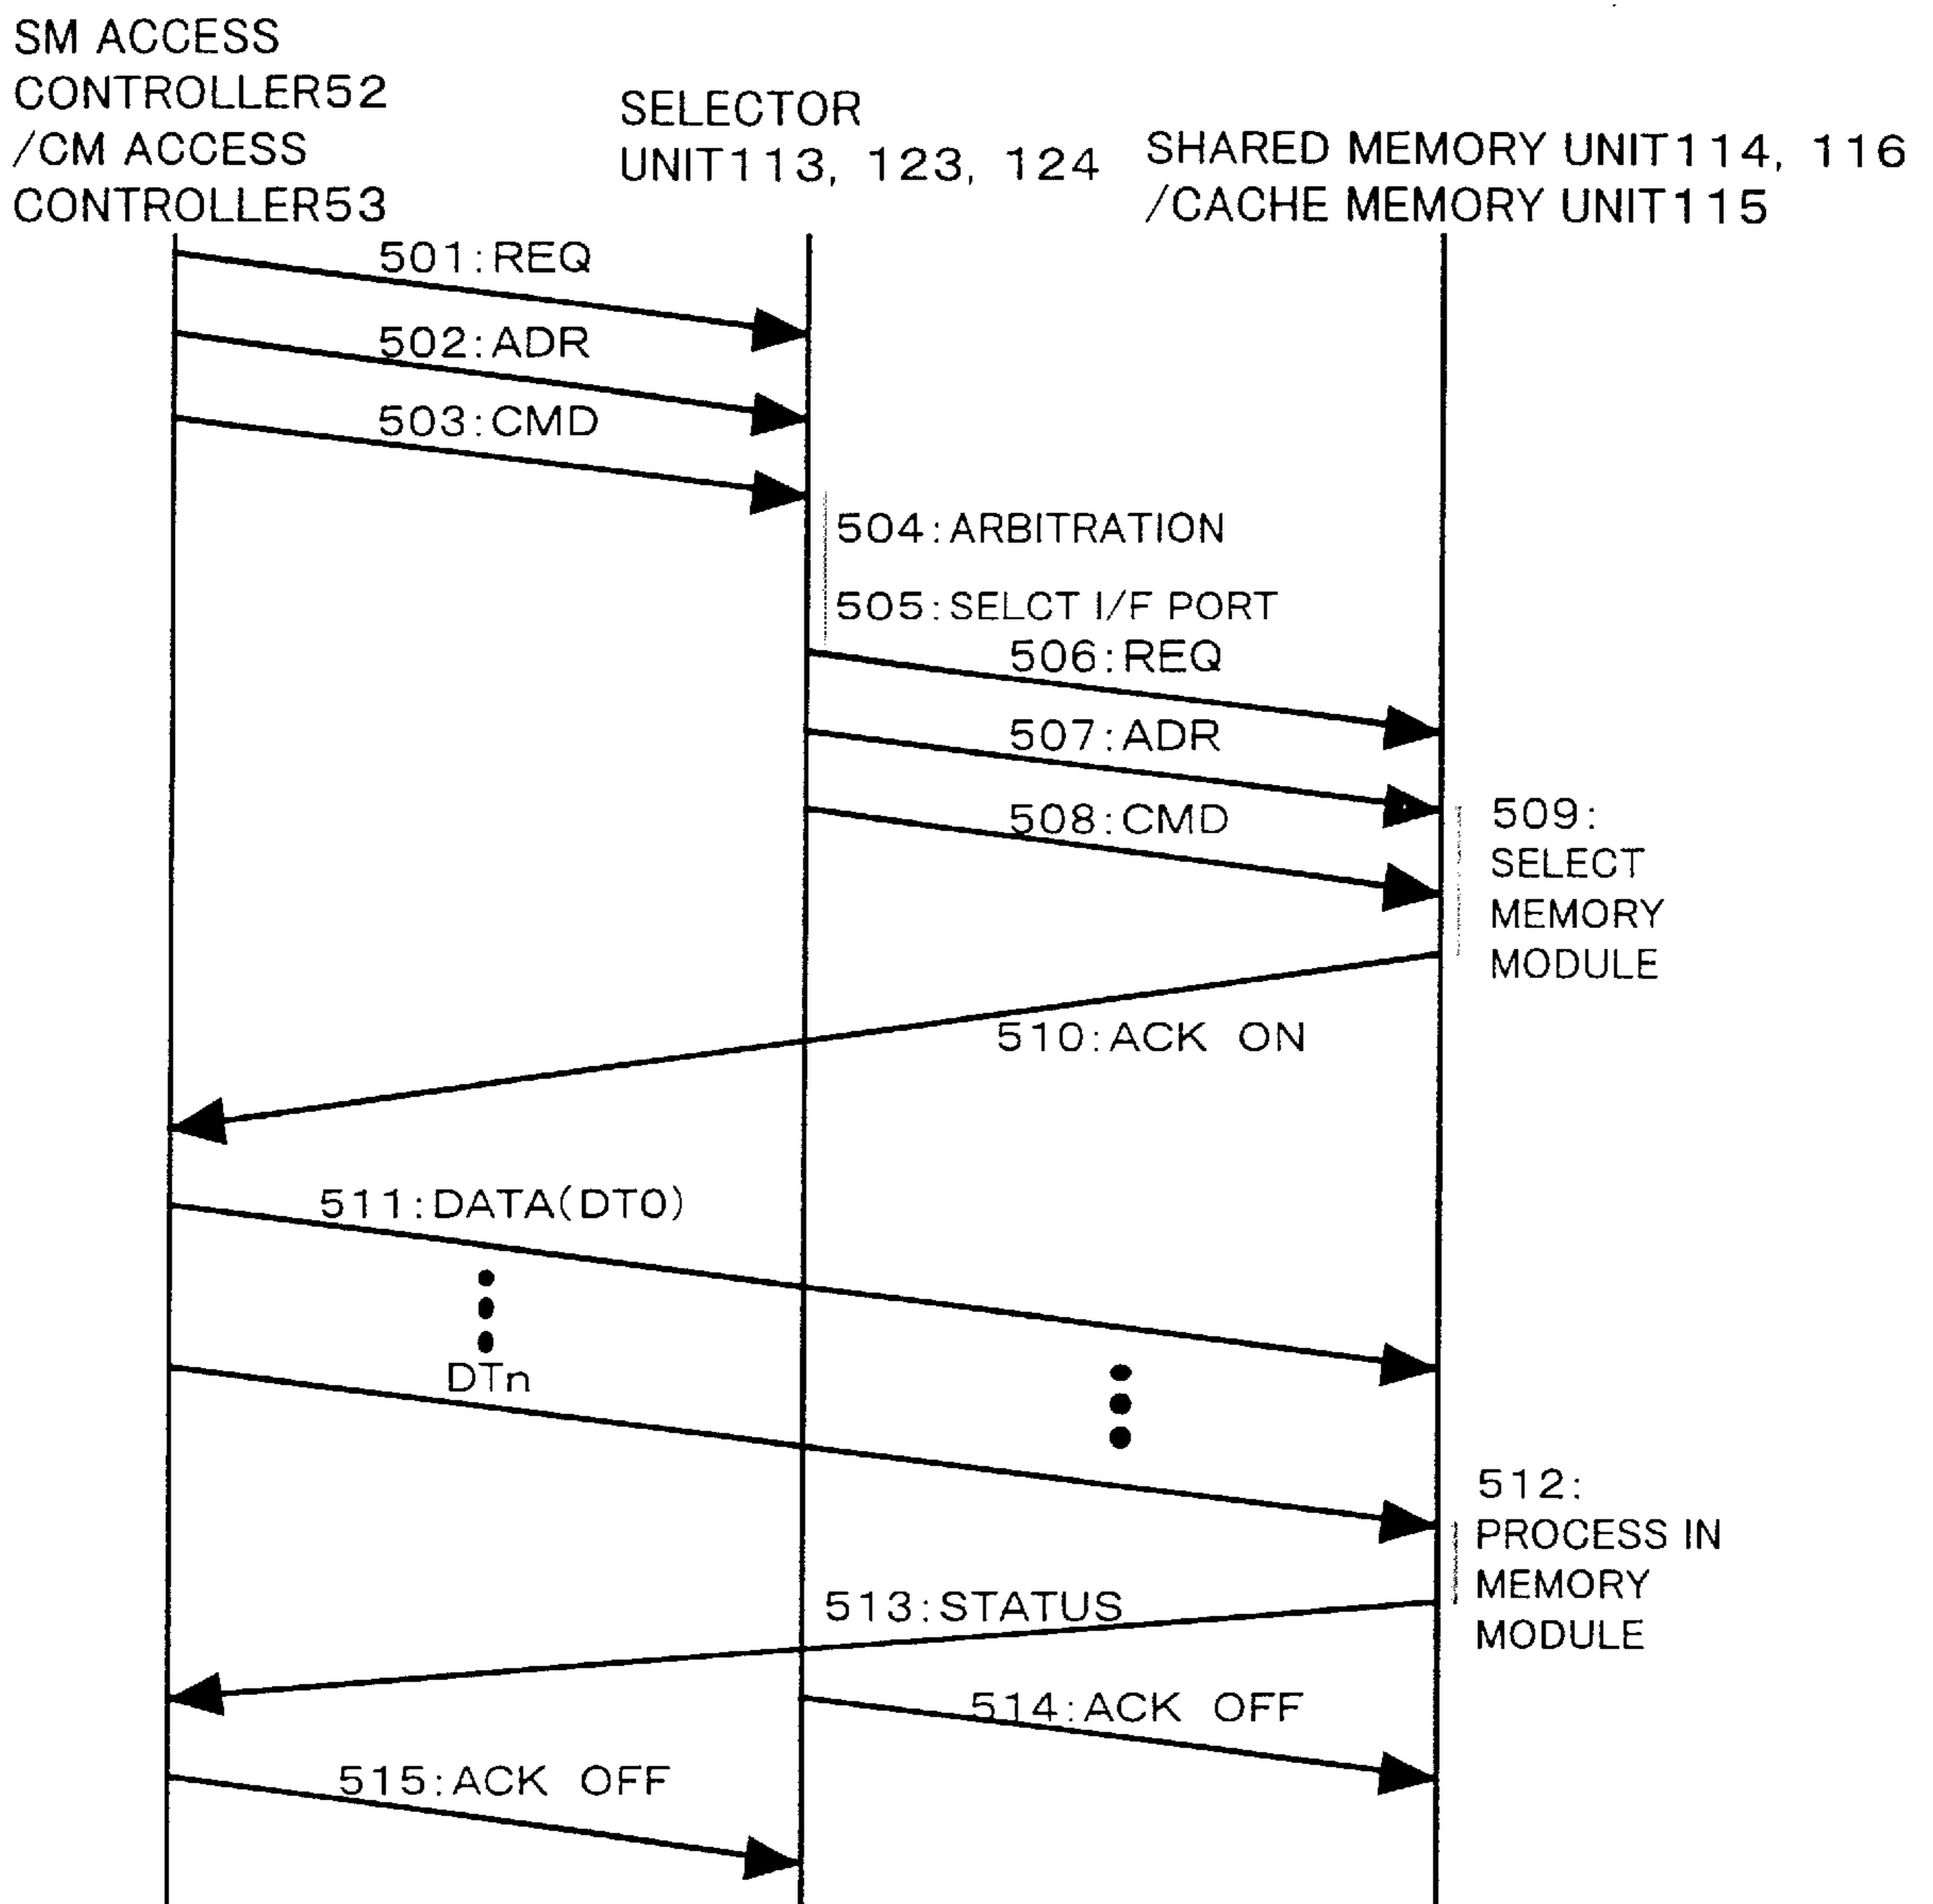 SM ACCESS
CONTROLLER52
/CM ACCESS
CONTROLLER53
SELECTOR
UNIT113, 123, 124
SHARED MEMORY UNIT114, 116
/CACHE MEMORY UNIT115
501:REQ
502:ADR
503:CMD
504:ARBITRATION
505:SELCT I/F PORT
506:REQ
507:ADR
508:CMD
509:
SELECT
MEMORY
MODULE
510:ACK ON
511:DATA(DT0)
DTn
512:
PROCESS IN
MEMORY
MODULE
513:STATUS
514:ACK OFF
515:ACK OFF